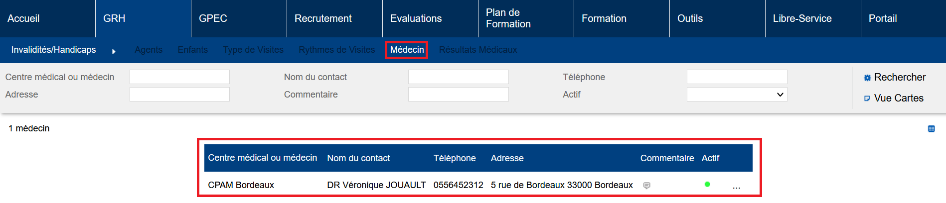 Accueil GRH GPEC Recrutement Evaluations Plan de Formation Formation Outils Libre-Service Portail
Invalidités/Handicaps Agents Enfants Type de Visites Rythmes de Visites Médecin Résultats Médicaux
Centre médical ou médecin Nom du contact Téléphone Rechercher
Adresse Commentaire Actif Vue Cartes
1 médecin
Centre médical ou médecin Nom du contact Téléphone Adresse Commentaire Actif
CPAM Bordeaux DR Véronique JOUAULT 0556452312 5 rue de Bordeaux 33000 Bordeaux ...